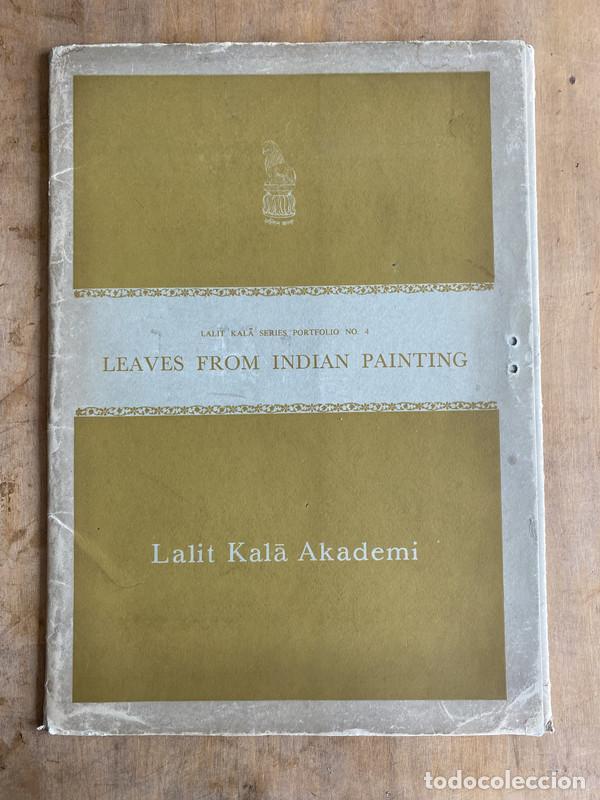 LALIT KALĀ SERIES PORTFOLIO NO. 4
LEAVES FROM INDIAN PAINTING
Lalit Kalā Akademi
todocoleccion